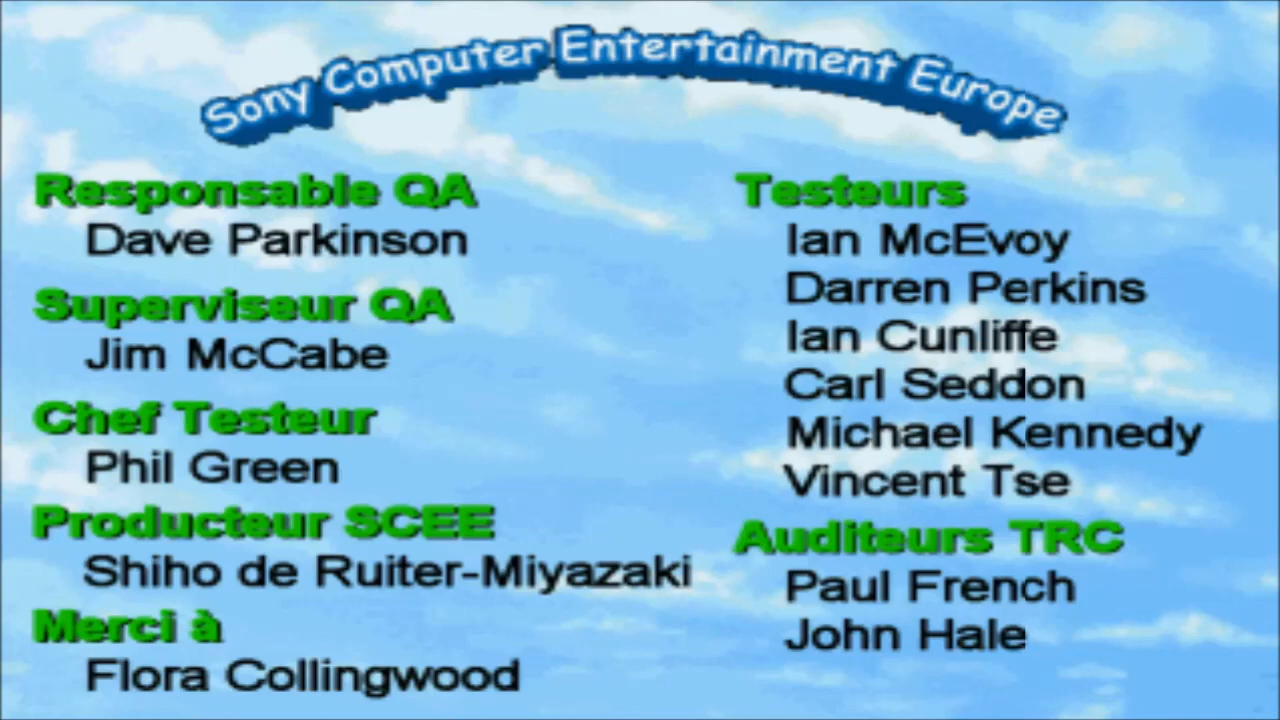 Sony Computer Entertainment Europe
Responsable QA
Dave Parkinson
Superviseur QA
Jim McCabe
Chef Testeur
Phil Green
Producteur SCEE
Shiho de Ruiter-Miyazaki
Merci à
Flora Collingwood
Testeurs
Ian McEvoy
Darren Perkins
Ian Cunliffe
Carl Seddon
Michael Kennedy
Vincent Tse
Auditeurs TRC
Paul French
John Hale